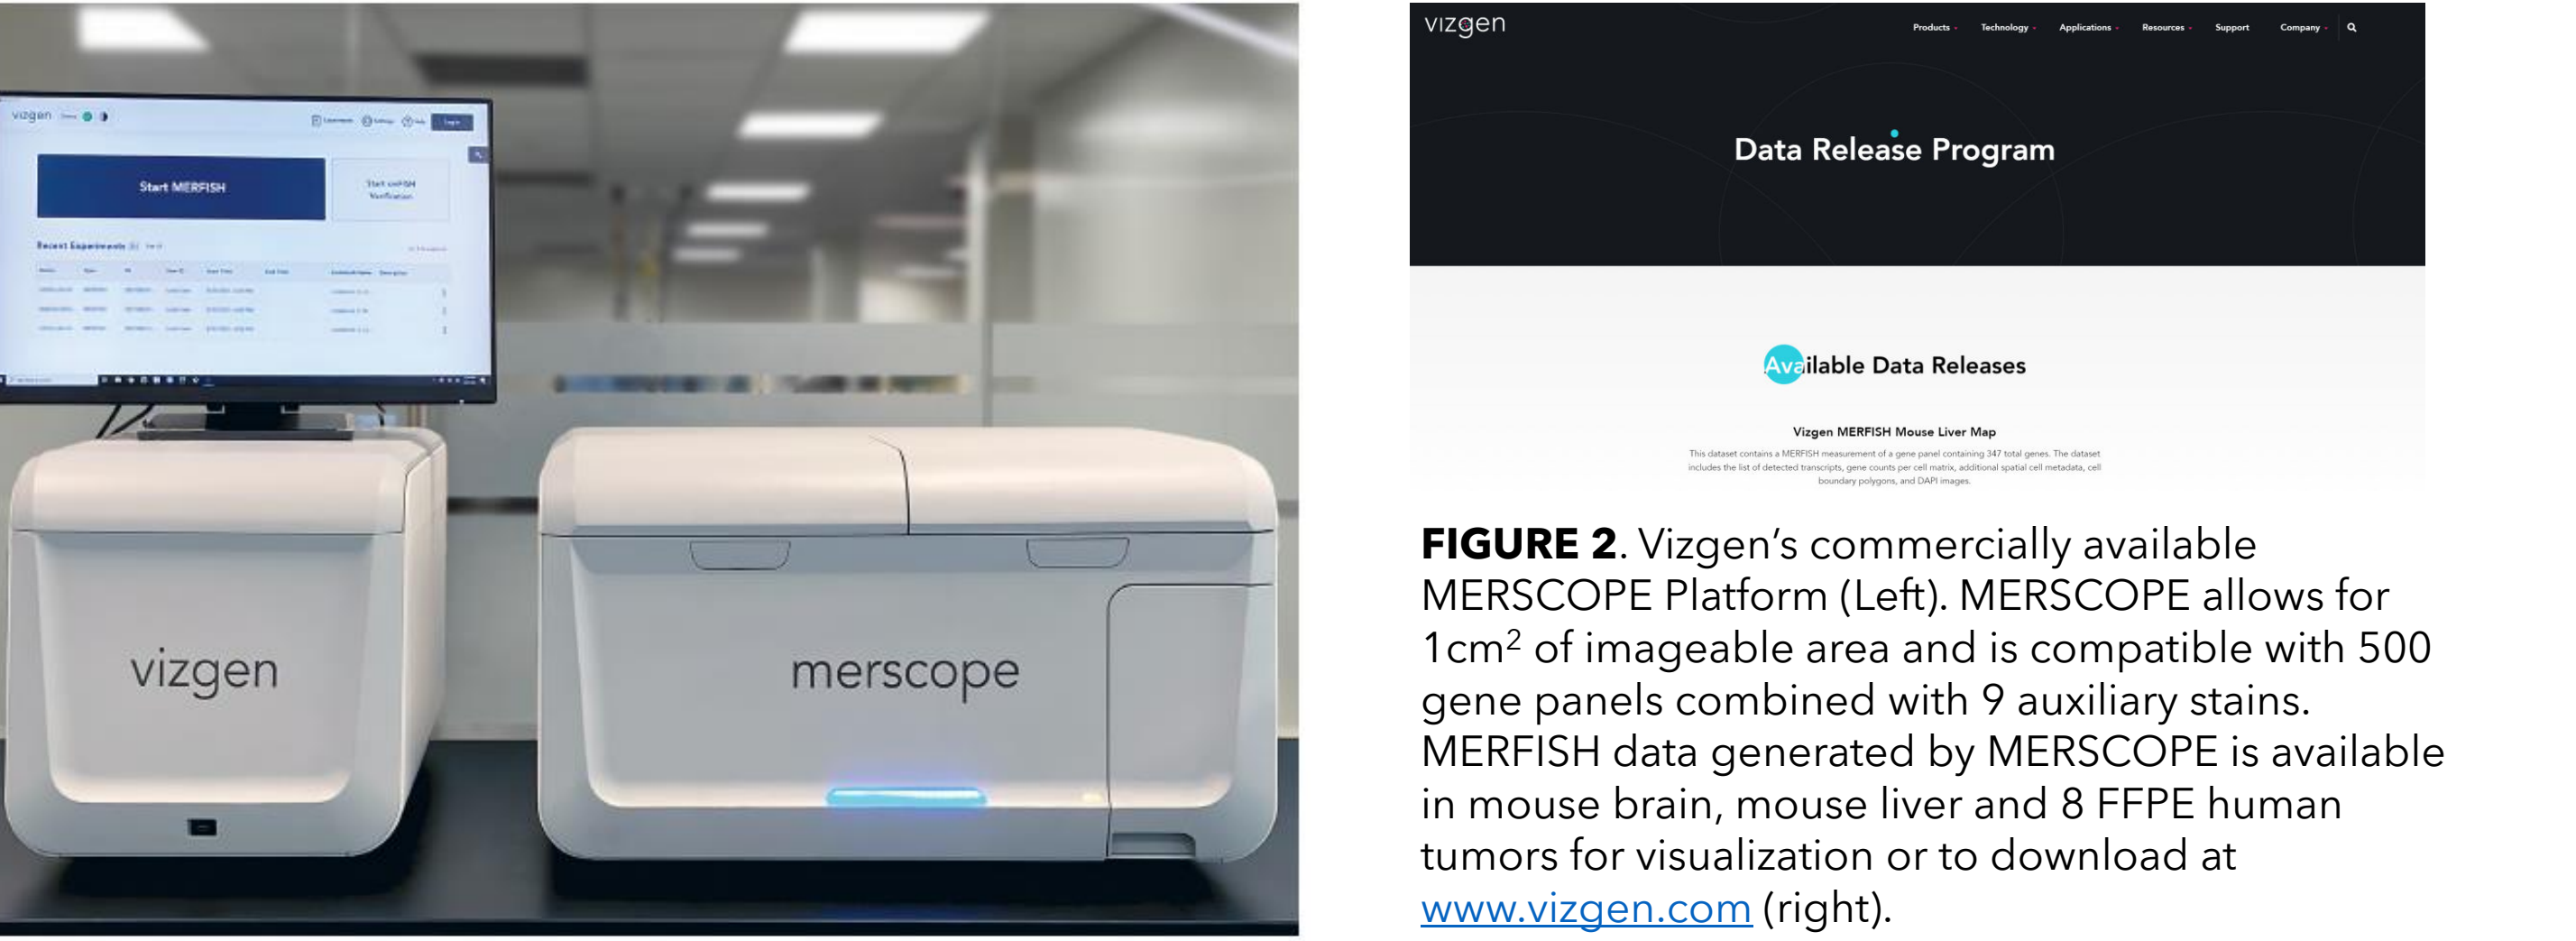 vizgen
Start MERFISH
Start smFISH
Verification
Recent Experiments
vizgen
merscope
vizgen
Products Technology Applications Resources Support Company
Data Release Program
Available Data Releases
Vizgen MERFISH Mouse Liver Map
This dataset contains a MERFISH measurement of a gene panel containing 347 total genes. The dataset
includes the list of detected transcripts, gene counts per cell matrix, additional spatial cell metadata, cell
boundary polygons, and DAPI images.
FIGURE 2. Vizgen’s commercially available
MERSCOPE Platform (Left). MERSCOPE allows for
1cm² of imageable area and is compatible with 500
gene panels combined with 9 auxiliary stains.
MERFISH data generated by MERSCOPE is available
in mouse brain, mouse liver and 8 FFPE human
tumors for visualization or to download at
www.vizgen.com (right).